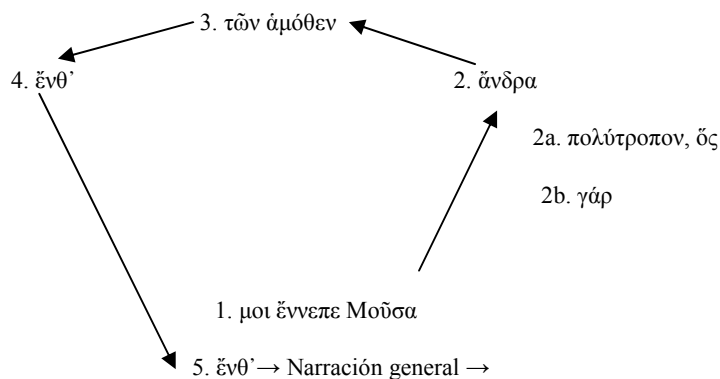 3. τῶν ἁμόθεν
4. ἔνθ’
2. ἄνδρα
2a. πολύτροπον, ὅς
2b. γάρ
1. μοι ἔννεπε Μοῦσα
5. ἔνθ’→ Narración general →